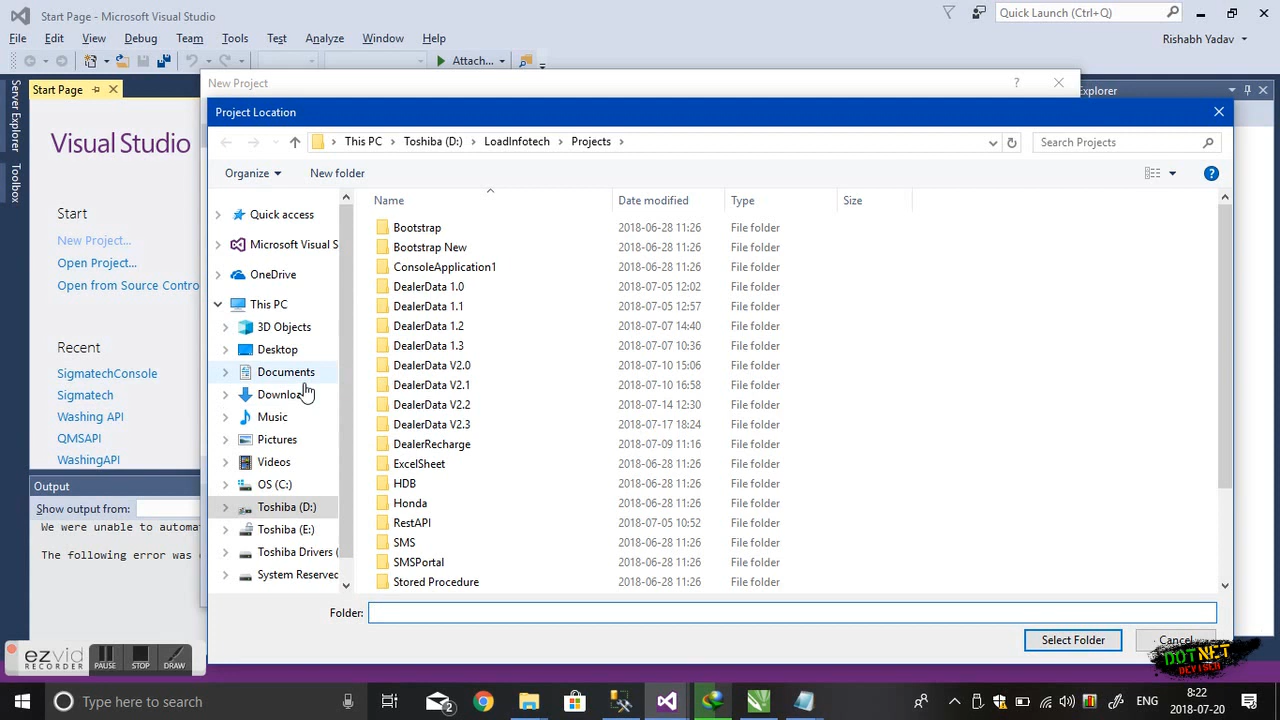 Start Page - Microsoft Visual Studio
Quick Launch (Ctrl+Q)
File Edit View Debug Team Tools Test Analyze Window Help
Rishabh Yadav
Attach...
Server Explorer
Toolbox
Start Page
New Project
Explorer
Visual Studio
Start
New Project...
Open Project...
Open from Source Contro
Recent
SigmatechConsole
Sigmatech
Washing API
QMSAPI
WashingAPI
Output
Show output from:
We were unable to automa
The following error was
Project Location
This PC Toshiba (D:) LoadInfotech Projects
Search Projects
Organize New folder
Quick access
Microsoft Visual S
OneDrive
This PC
3D Objects
Desktop
Documents
Downloa
Music
Pictures
Videos
OS (C:)
Toshiba (D:)
Toshiba (E:)
Toshiba Drivers (
System Reserved
Name Date modified Type Size
Bootstrap 2018-06-28 11:26 File folder
Bootstrap New 2018-06-28 11:26 File folder
ConsoleApplication1 2018-06-28 11:26 File folder
DealerData 1.0 2018-07-05 12:02 File folder
DealerData 1.1 2018-07-05 12:57 File folder
DealerData 1.2 2018-07-07 14:40 File folder
DealerData 1.3 2018-07-07 10:36 File folder
DealerData V2.0 2018-07-10 15:06 File folder
DealerData V2.1 2018-07-10 16:58 File folder
DealerData V2.2 2018-07-14 12:30 File folder
DealerData V2.3 2018-07-17 18:24 File folder
DealerRecharge 2018-07-09 11:16 File folder
ExcelSheet 2018-06-28 11:26 File folder
HDB 2018-06-28 11:26 File folder
Honda 2018-06-28 11:26 File folder
RestAPI 2018-07-05 10:52 File folder
SMS 2018-06-28 11:26 File folder
SMSPortal 2018-06-28 11:26 File folder
Stored Procedure 2018-06-28 11:26 File folder
Folder:
Select Folder Cancel
ezvid
RECORDER
PAUSE STOP DRAW
DOTNET
DEVISCH
Type here to search
2
ENG
8:22
2018-07-20